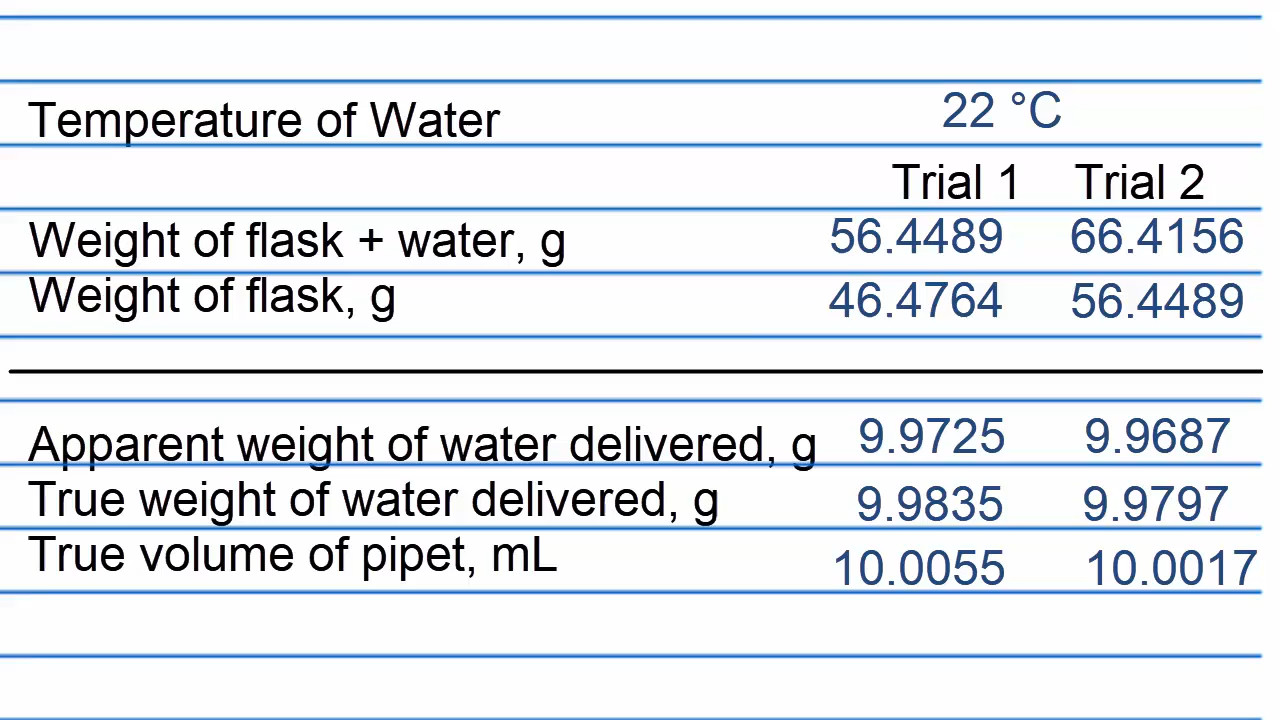 Temperature of Water 22 °C
Trial 1 Trial 2
Weight of flask + water, g 56.4489 66.4156
Weight of flask, g 46.4764 56.4489
Apparent weight of water delivered, g 9.9725 9.9687
True weight of water delivered, g 9.9835 9.9797
True volume of pipet, mL 10.0055 10.0017